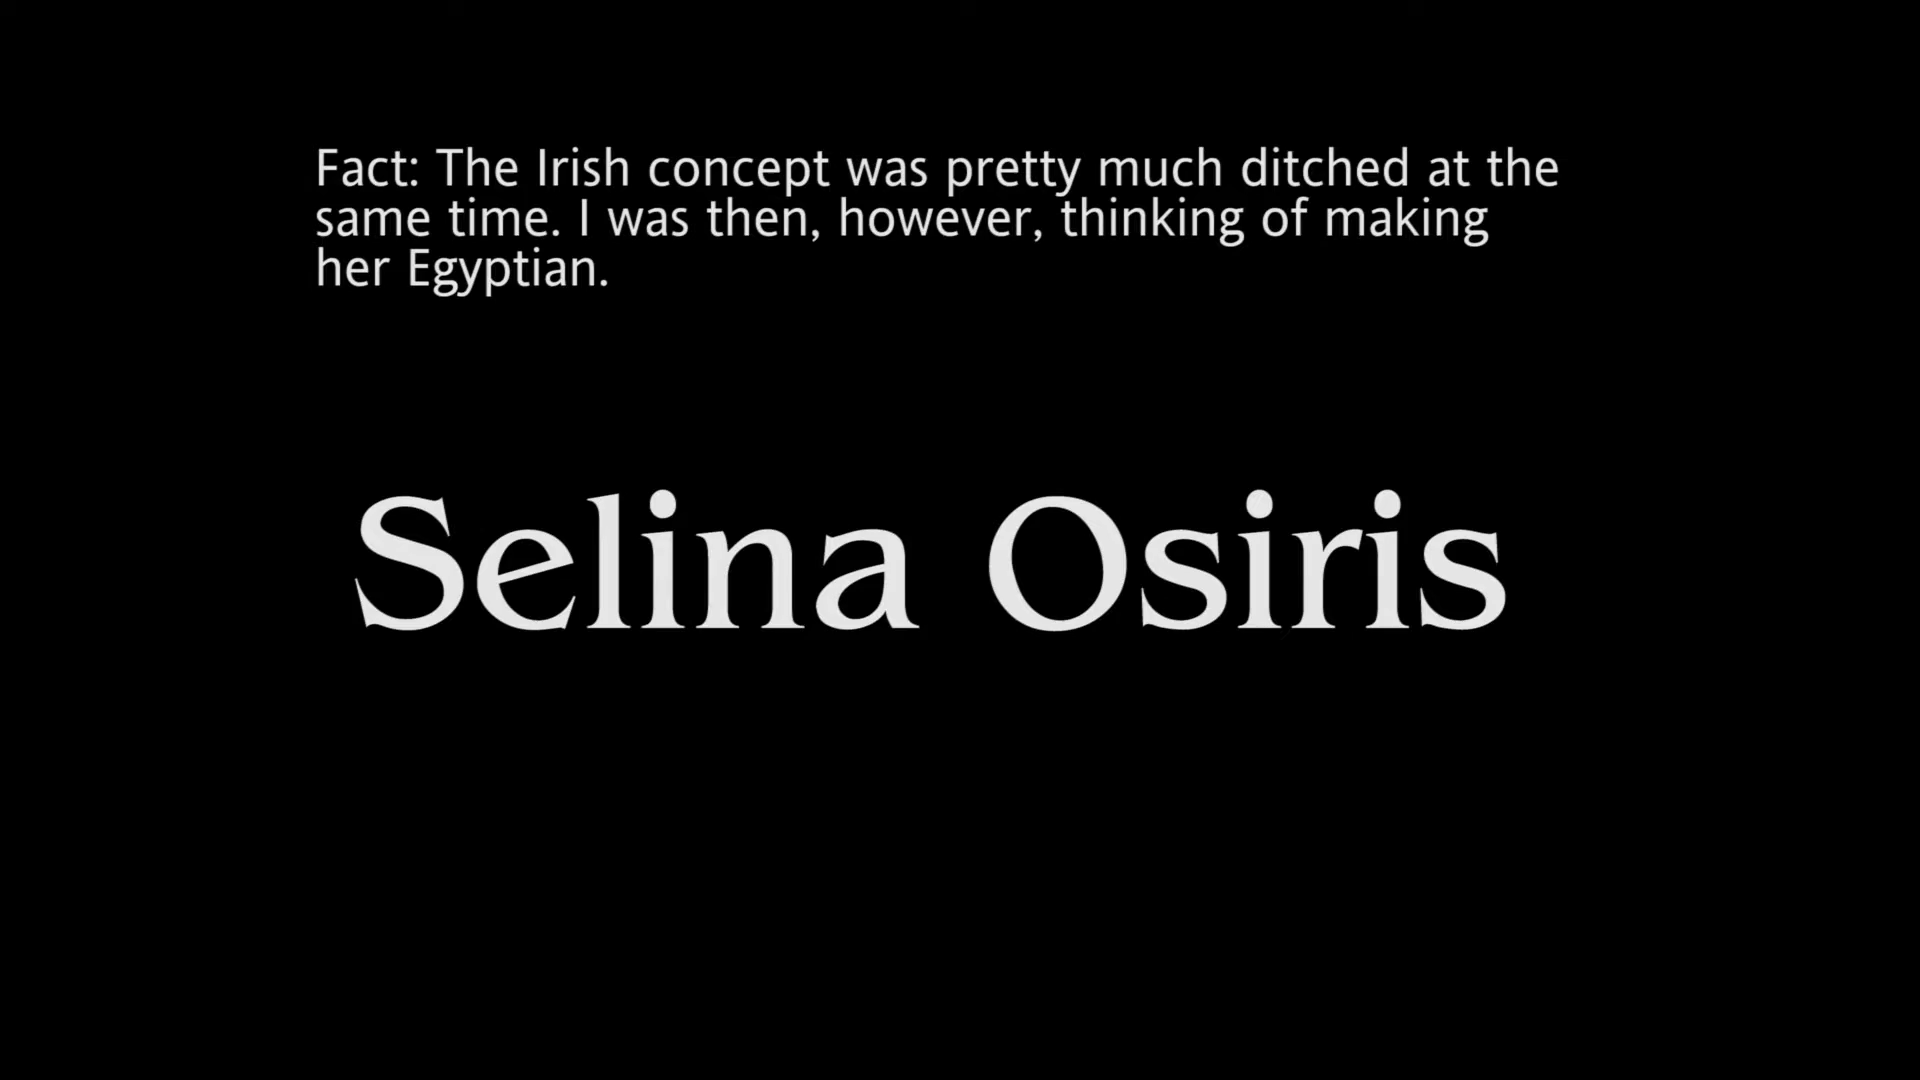 Fact: The Irish concept was pretty much ditched at the
same time. I was then, however, thinking of making
her Egyptian.
Selina Osiris